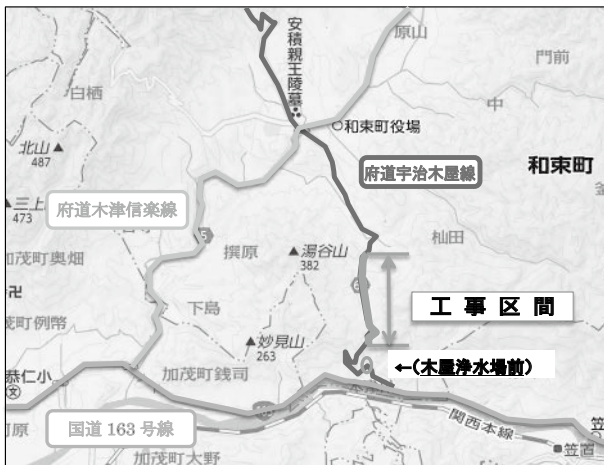 安積親王陵墓
原山
門前
白栖
中
和束町役場
北山
487
和束町
府道宇治木屋線
三上
473
府道木津信楽線
5
湯谷山
382
撰原
杣田
加茂町奥畑
下島
工事区間
加茂町例幣
妙見山
263
←(木屋浄水場前)
恭仁小
文
加茂町銭司
国道 163 号線
関西本線
笠置
加茂町大野